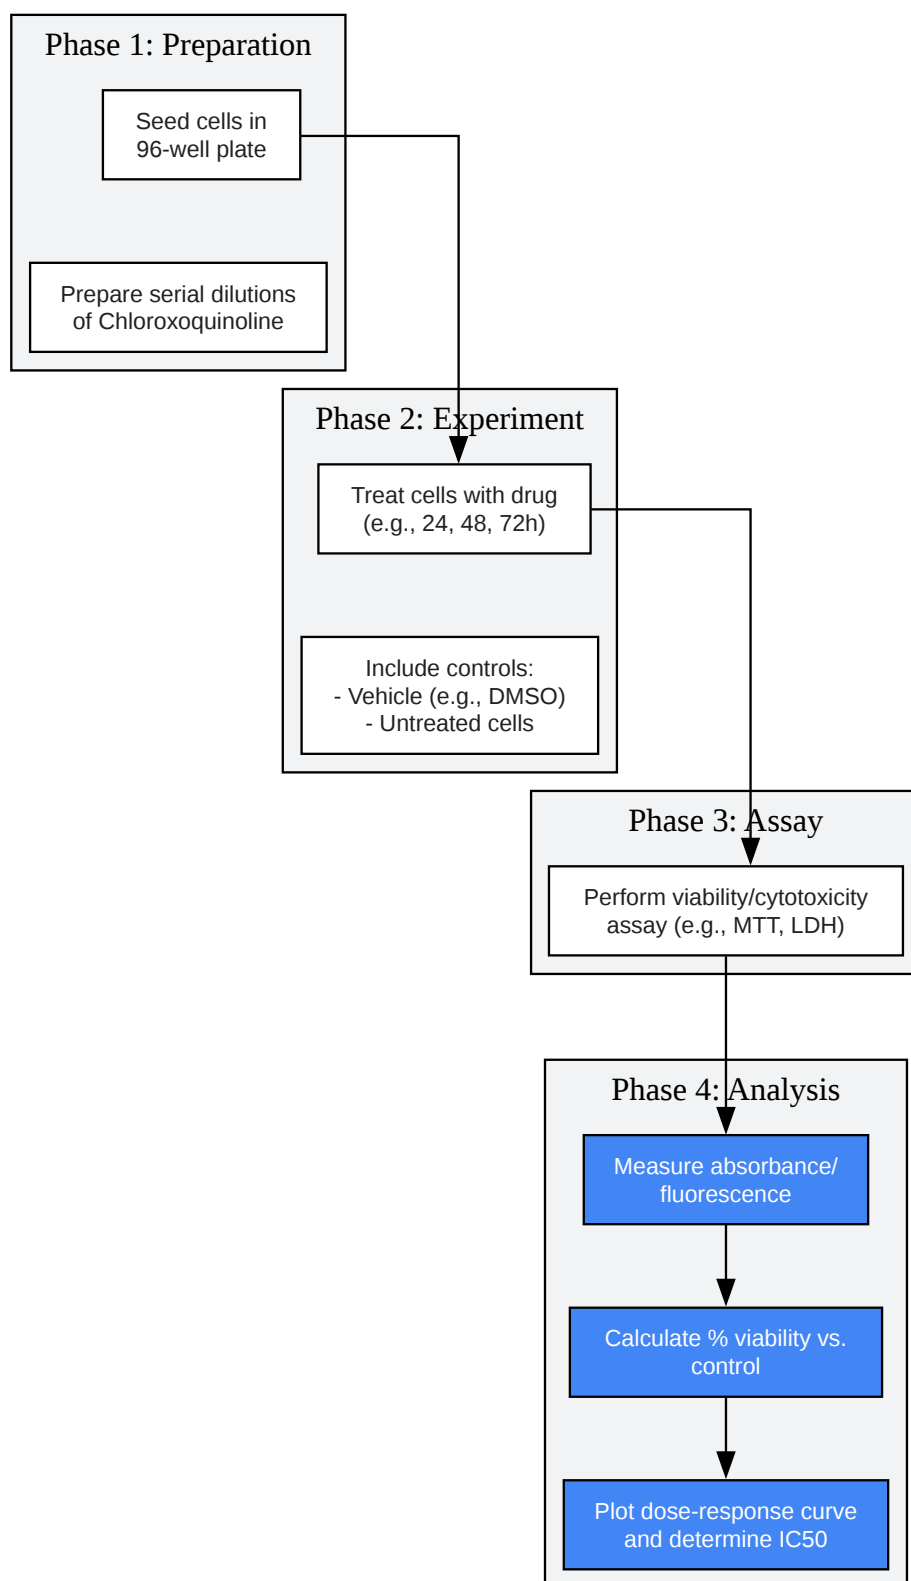 Phase 1: Preparation
Seed cells in
96-well plate
Prepare serial dilutions
of Chloroxoquinoline
Phase 2: Experiment
Treat cells with drug
(e.g., 24, 48, 72h)
Include controls:
- Vehicle (e.g., DMSO)
- Untreated cells
Phase 3: Assay
Perform viability/cytotoxicity
assay (e.g., MTT, LDH)
Phase 4: Analysis
Measure absorbance/
fluorescence
Calculate % viability vs.
control
Plot dose-response curve
and determine IC50